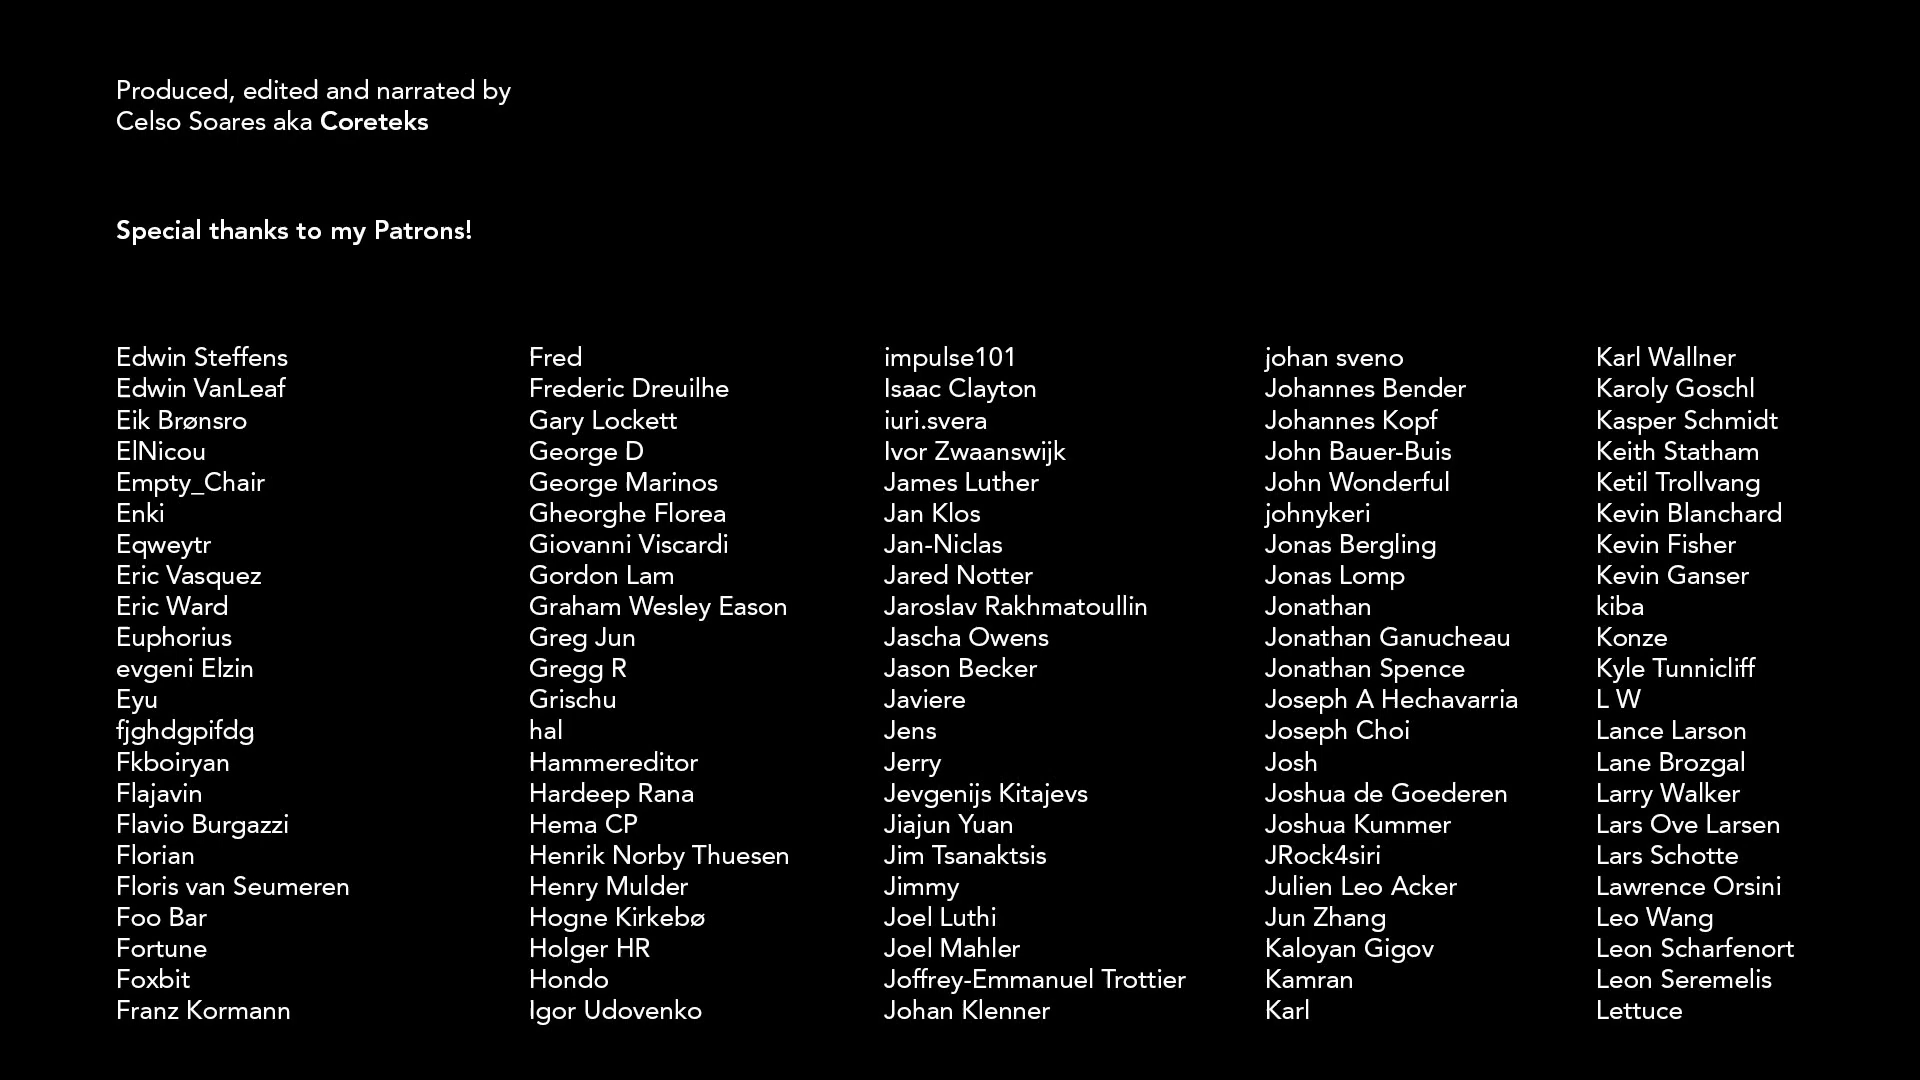 Produced, edited and narrated by
Celso Soares aka Coreteks
Special thanks to my Patrons!
Edwin Steffens
Edwin VanLeaf
Eik Brønsro
ElNicou
Empty_Chair
Enki
Eqweytr
Eric Vasquez
Eric Ward
Euphorius
evgeni Elzin
Eyu
fjghdgpifdg
Fkboiryan
Flajavin
Flavio Burgazzi
Florian
Floris van Seumeren
Foo Bar
Fortune
Foxbit
Franz Kormann
Fred
Frederic Dreuilhe
Gary Lockett
George D
George Marinos
Gheorghe Florea
Giovanni Viscardi
Gordon Lam
Graham Wesley Eason
Greg Jun
Gregg R
Grischu
hal
Hammereditor
Hardeep Rana
Hema CP
Henrik Norby Thuesen
Henry Mulder
Hogne Kirkebø
Holger HR
Hondo
Igor Udovenko
impulse101
Isaac Clayton
iuri.svera
Ivor Zwaanswijk
James Luther
Jan Klos
Jan-Niclas
Jared Notter
Jaroslav Rakhmatoullin
Jascha Owens
Jason Becker
Javiere
Jens
Jerry
Jevgenijs Kitajevs
Jiajun Yuan
Jim Tsanaktsis
Jimmy
Joel Luthi
Joel Mahler
Joffrey-Emmanuel Trottier
Johan Klenner
johan sveno
Johannes Bender
Johannes Kopf
John Bauer-Buis
John Wonderful
johnykeri
Jonas Bergling
Jonas Lomp
Jonathan
Jonathan Ganucheau
Jonathan Spence
Joseph A Hechavarria
Joseph Choi
Josh
Joshua de Goederen
Joshua Kummer
JRock4siri
Julien Leo Acker
Jun Zhang
Kaloyan Gigov
Kamran
Karl
Karl Wallner
Karoly Goschl
Kasper Schmidt
Keith Statham
Ketil Trollvang
Kevin Blanchard
Kevin Fisher
Kevin Ganser
kiba
Konze
Kyle Tunnicliff
L W
Lance Larson
Lane Brozgal
Larry Walker
Lars Ove Larsen
Lars Schotte
Lawrence Orsini
Leo Wang
Leon Scharfenort
Leon Seremelis
Lettuce